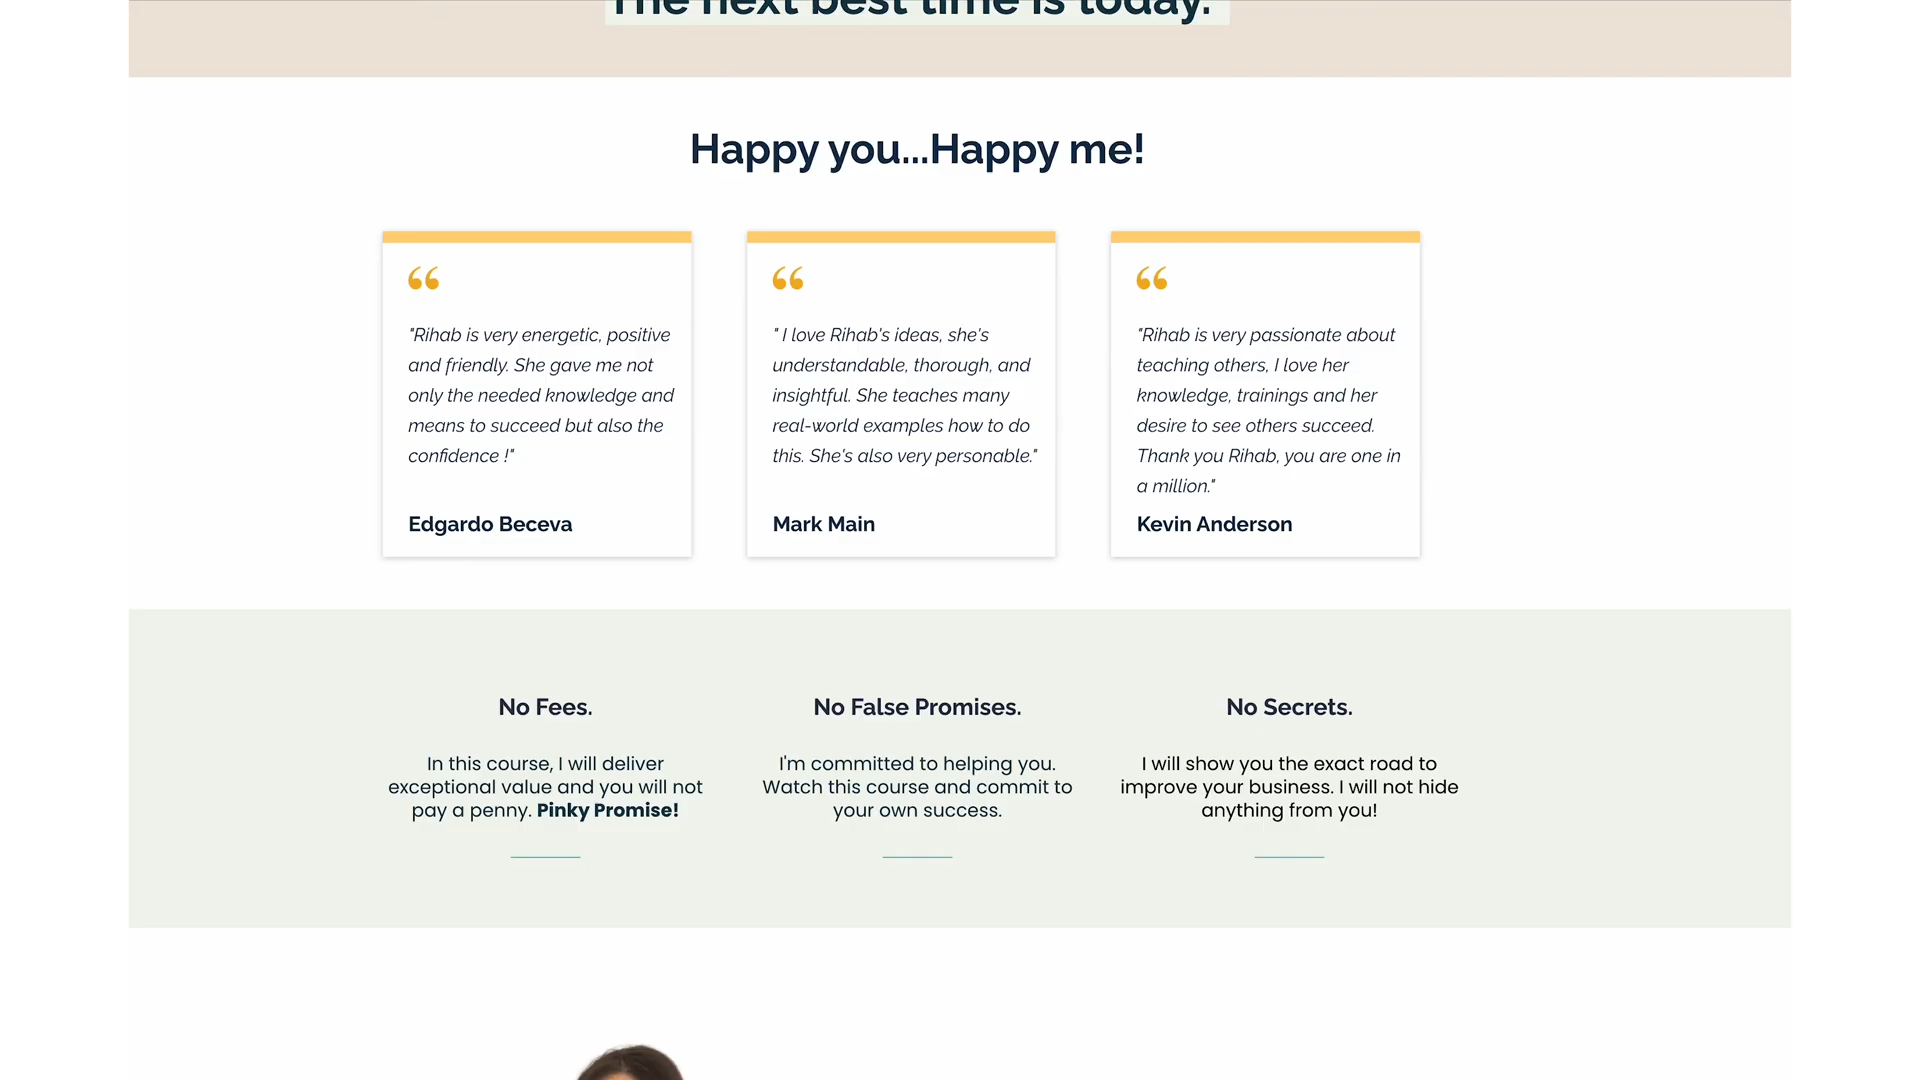 The next best time is today.
Happy you...Happy me!
"Rihab is very energetic, positive
and friendly. She gave me not
only the needed knowledge and
means to succeed but also the
confidence !"
Edgardo Beceva
" I love Rihab's ideas, she's
understandable, thorough, and
insightful. She teaches many
real-world examples how to do
this. She's also very personable."
Mark Main
"Rihab is very passionate about
teaching others, I love her
knowledge, trainings and her
desire to see others succeed.
Thank you Rihab, you are one in
a million."
Kevin Anderson
No Fees.
In this course, I will deliver
exceptional value and you will not
pay a penny. Pinky Promise!
No False Promises.
I'm committed to helping you.
Watch this course and commit to
your own success.
No Secrets.
I will show you the exact road to
improve your business. I will not hide
anything from you!